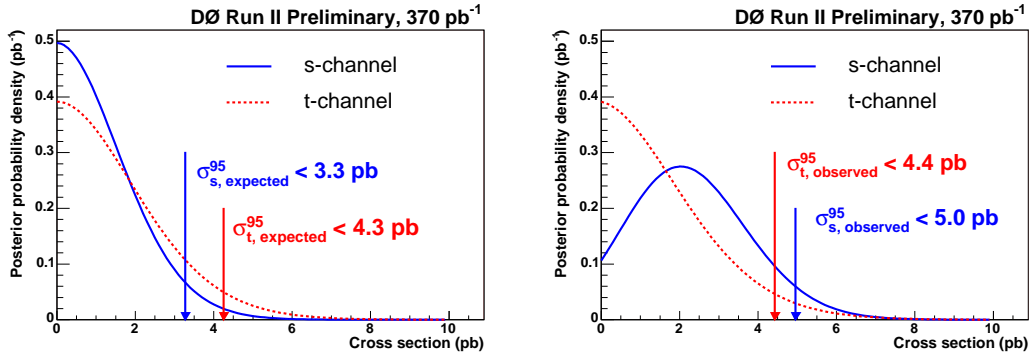 DØ Run II Preliminary, 370 pb⁻¹
Posterior probability density (pb⁻¹)
0.5
0.4
0.3
0.2
0.1
0
s-channel
t-channel
σ⁹⁵ s, expected < 3.3 pb
σ⁹⁵ t, expected < 4.3 pb
0 2 4 6 8 10
Cross section (pb)
DØ Run II Preliminary, 370 pb⁻¹
Posterior probability density (pb⁻¹)
0.5
0.4
0.3
0.2
0.1
0
s-channel
t-channel
σ⁹⁵ t, observed < 4.4 pb
σ⁹⁵ s, observed < 5.0 pb
0 2 4 6 8 10
Cross section (pb)